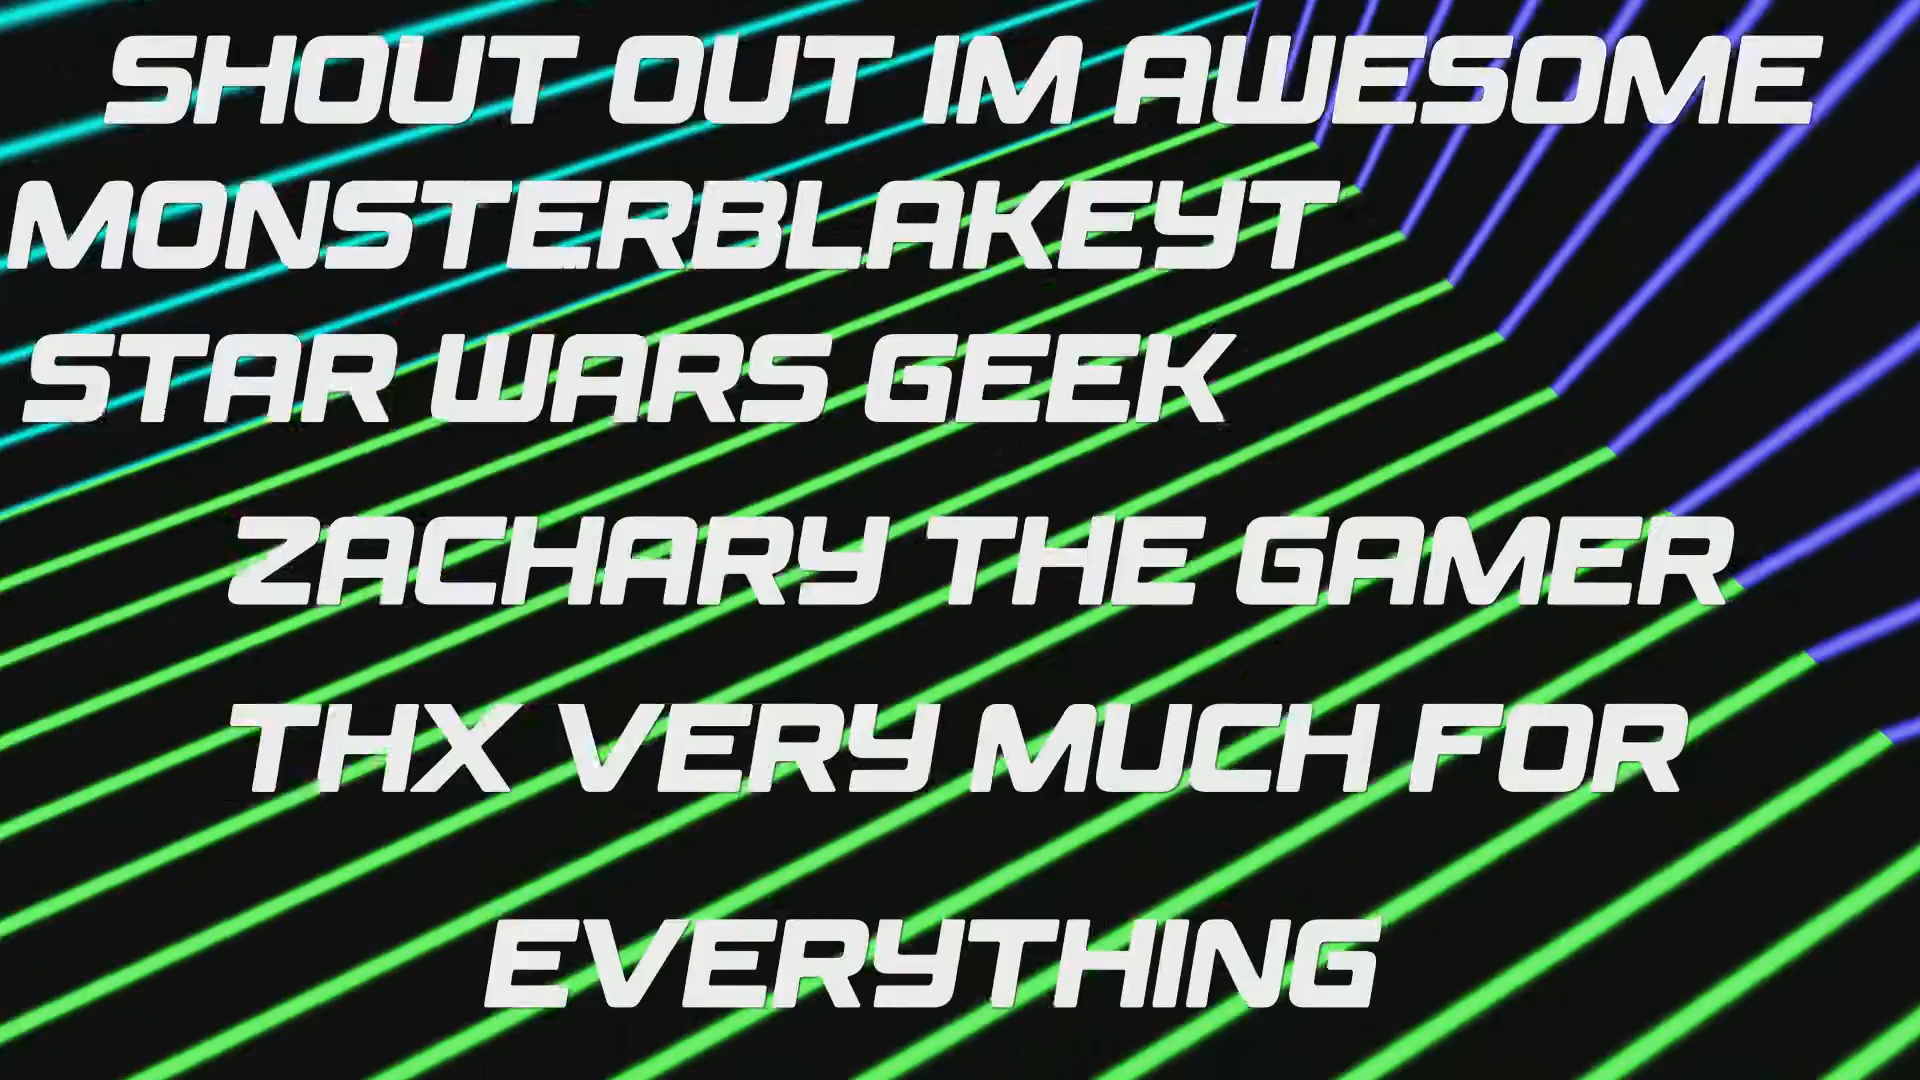 SHOUT OUT IM AWESOME
MONSTERBLAKEYT
STAR WARS GEEK
ZACHARY THE GAMER
THX VERY MUCH FOR
EVERYTHING